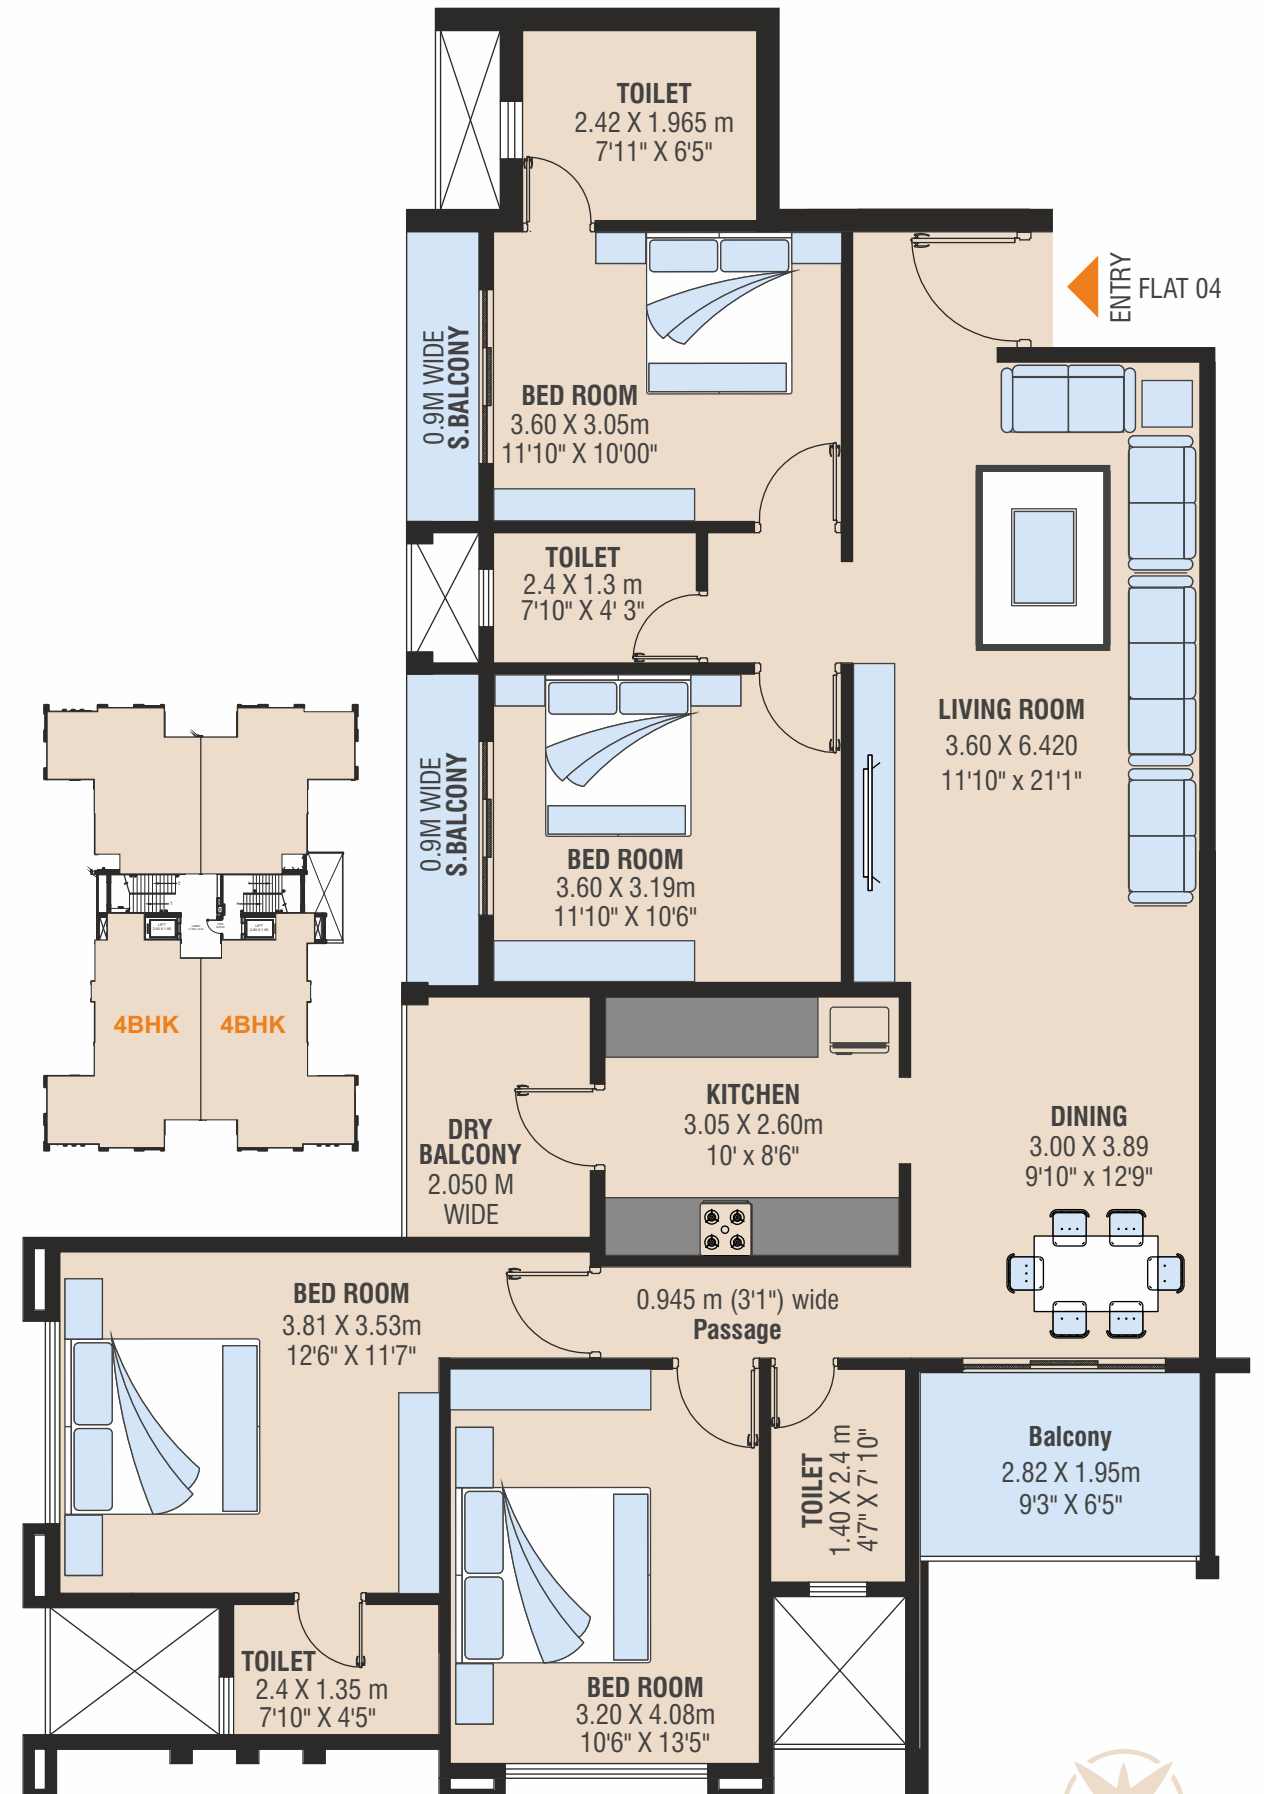 TOILET
2.42 X 1.965 m
7'11" X 6'5"
ENTRY
FLAT 04
0.9M WIDE
S.BALCONY
BED ROOM
3.60 X 3.05m
11'10" X 10'00"
TOILET
2.4 X 1.3 m
7'10" X 4' 3"
LIVING ROOM
3.60 X 6.420
11'10" x 21'1"
0.9M WIDE
S.BALCONY
BED ROOM
3.60 X 3.19m
11'10" X 10'6"
LIFT
LIFT
4BHK
4BHK
KITCHEN
3.05 X 2.60m
10' x 8'6"
DRY
BALCONY
2.050 M
WIDE
DINING
3.00 X 3.89
9'10" x 12'9"
BED ROOM
3.81 X 3.53m
12'6" X 11'7"
0.945 m (3'1") wide
Passage
TOILET
1.40 X 2.4 m
4'7" X 7' 10"
Balcony
2.82 X 1.95m
9'3" X 6'5"
TOILET
2.4 X 1.35 m
7'10" X 4'5"
BED ROOM
3.20 X 4.08m
10'6" X 13'5"